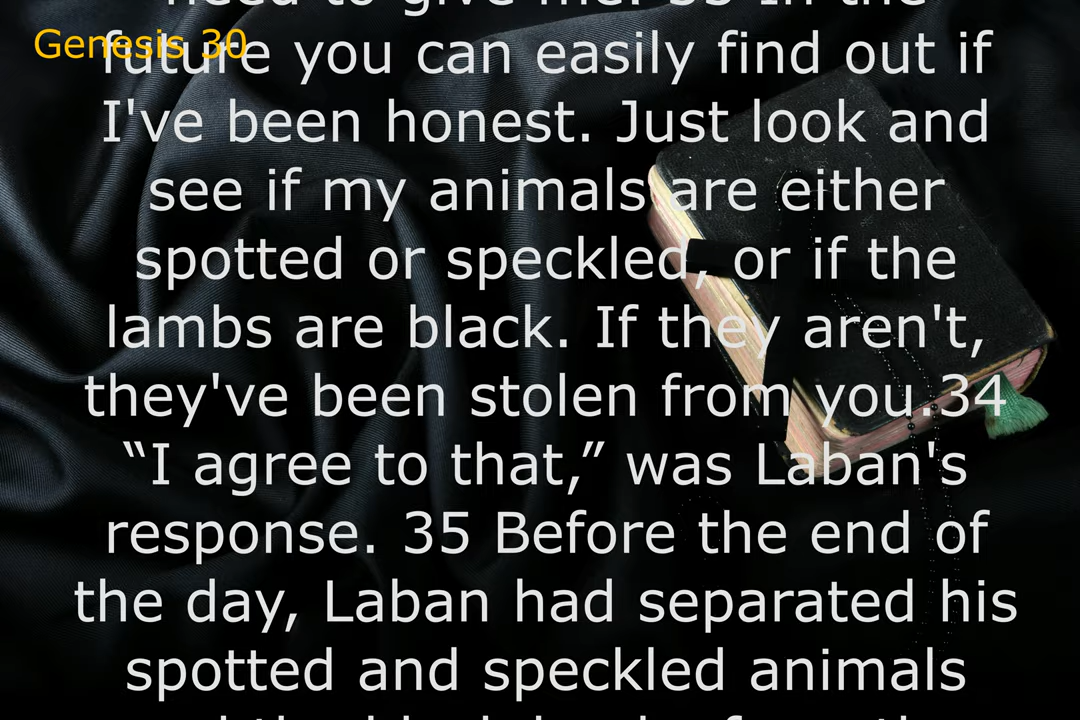 need to give me. 33 In the
Genesis 30
future you can easily find out if
I've been honest. Just look and
see if my animals are either
spotted or speckled, or if the
lambs are black. If they aren't,
they've been stolen from you.34
“I agree to that,” was Laban's
response. 35 Before the end of
the day, Laban had separated his
spotted and speckled animals